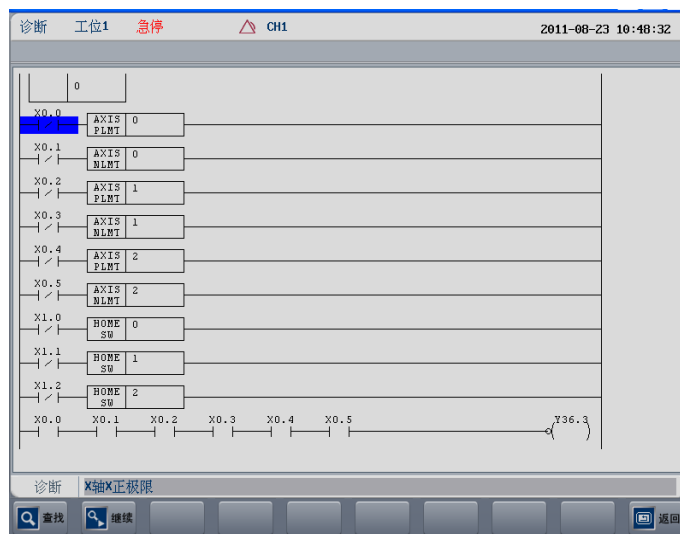 诊断 工位1 急停 CH1 2011-08-23 10:48:32
0
X0.0
AXIS 0
PLMT
X0.1
AXIS 0
NLMT
X0.2
AXIS 1
PLMT
X0.3
AXIS 1
NLMT
X0.4
AXIS 2
PLMT
X0.5
AXIS 2
NLMT
X1.0
HOME 0
SW
X1.1
HOME 1
SW
X1.2
HOME 2
SW
X0.0 X0.1 X0.2 X0.3 X0.4 X0.5 Y36.3
诊断 X轴X正极限
查找 继续 返回